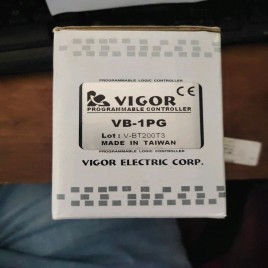 PROGRAMMABLE LOGIC CONTROLLER
VIGOR CE
PROGRAMMABLE CONTROLLER
VB-1PG
Lot : V-BT200T3
MADE IN TAIWAN
PROGRAMMABLE LOGIC CONTROLLER
VIGOR ELECTRIC CORP.